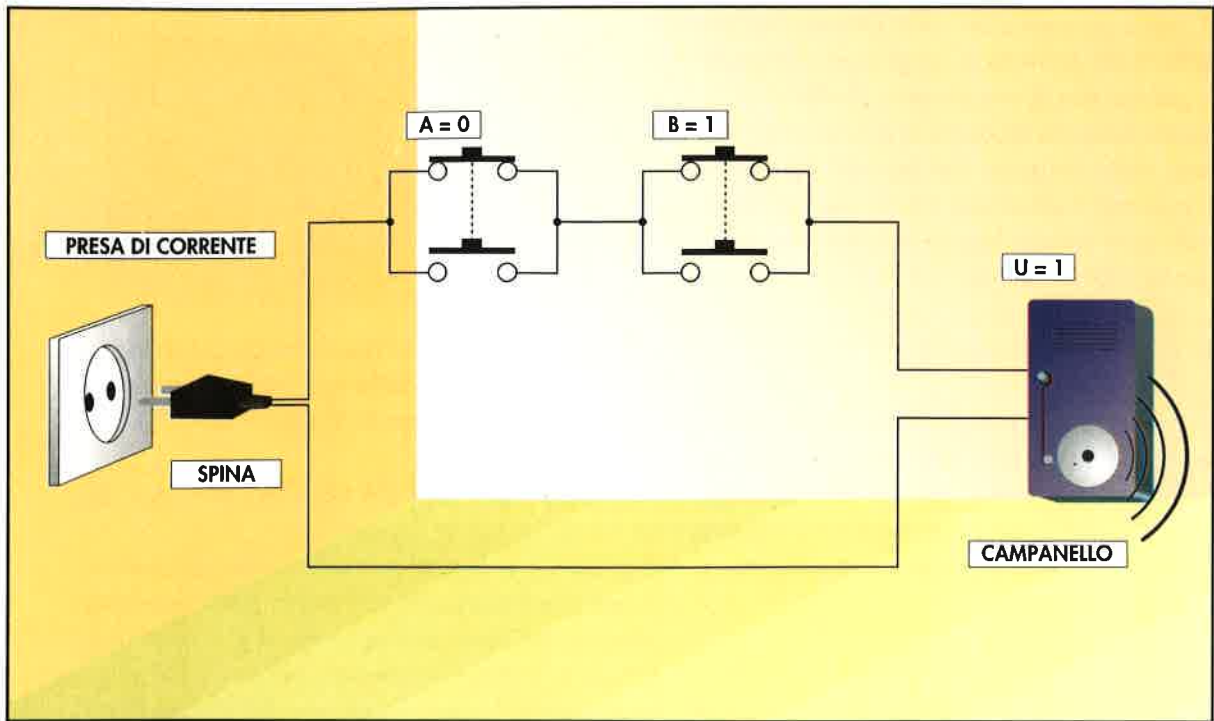 A = 0
B = 1
PRESA DI CORRENTE
U = 1
SPINA
CAMPANELLO